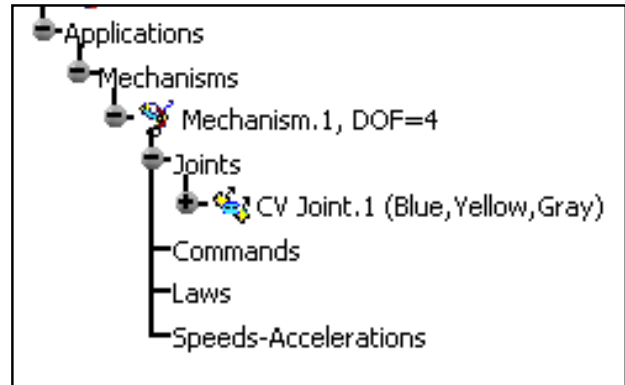 Applications
Mechanisms
Mechanism.1, DOF=4
Joints
CV Joint.1 (Blue,Yellow,Gray)
Commands
Laws
Speeds-Accelerations